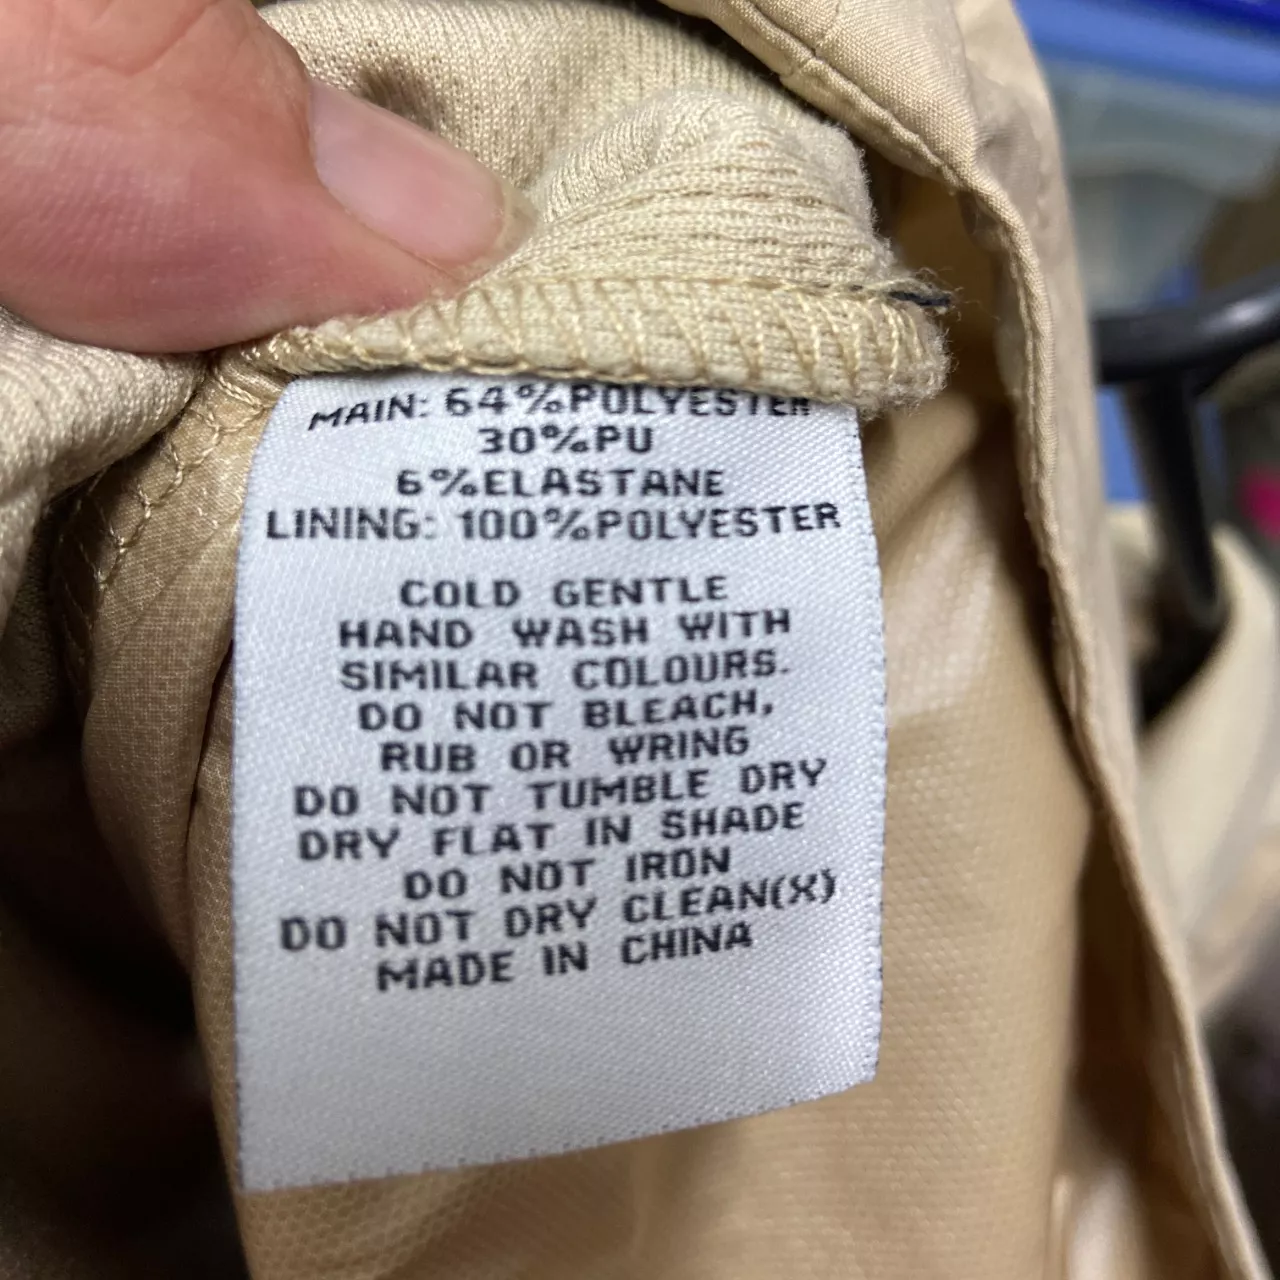 MAIN: 64%POLYESTER
30%PU
6%ELASTANE
LINING: 100%POLYESTER
COLD GENTLE
HAND WASH WITH
SIMILAR COLOURS.
DO NOT BLEACH,
RUB OR WRING
DO NOT TUMBLE DRY
DRY FLAT IN SHADE
DO NOT IRON
DO NOT DRY CLEAN(X)
MADE IN CHINA